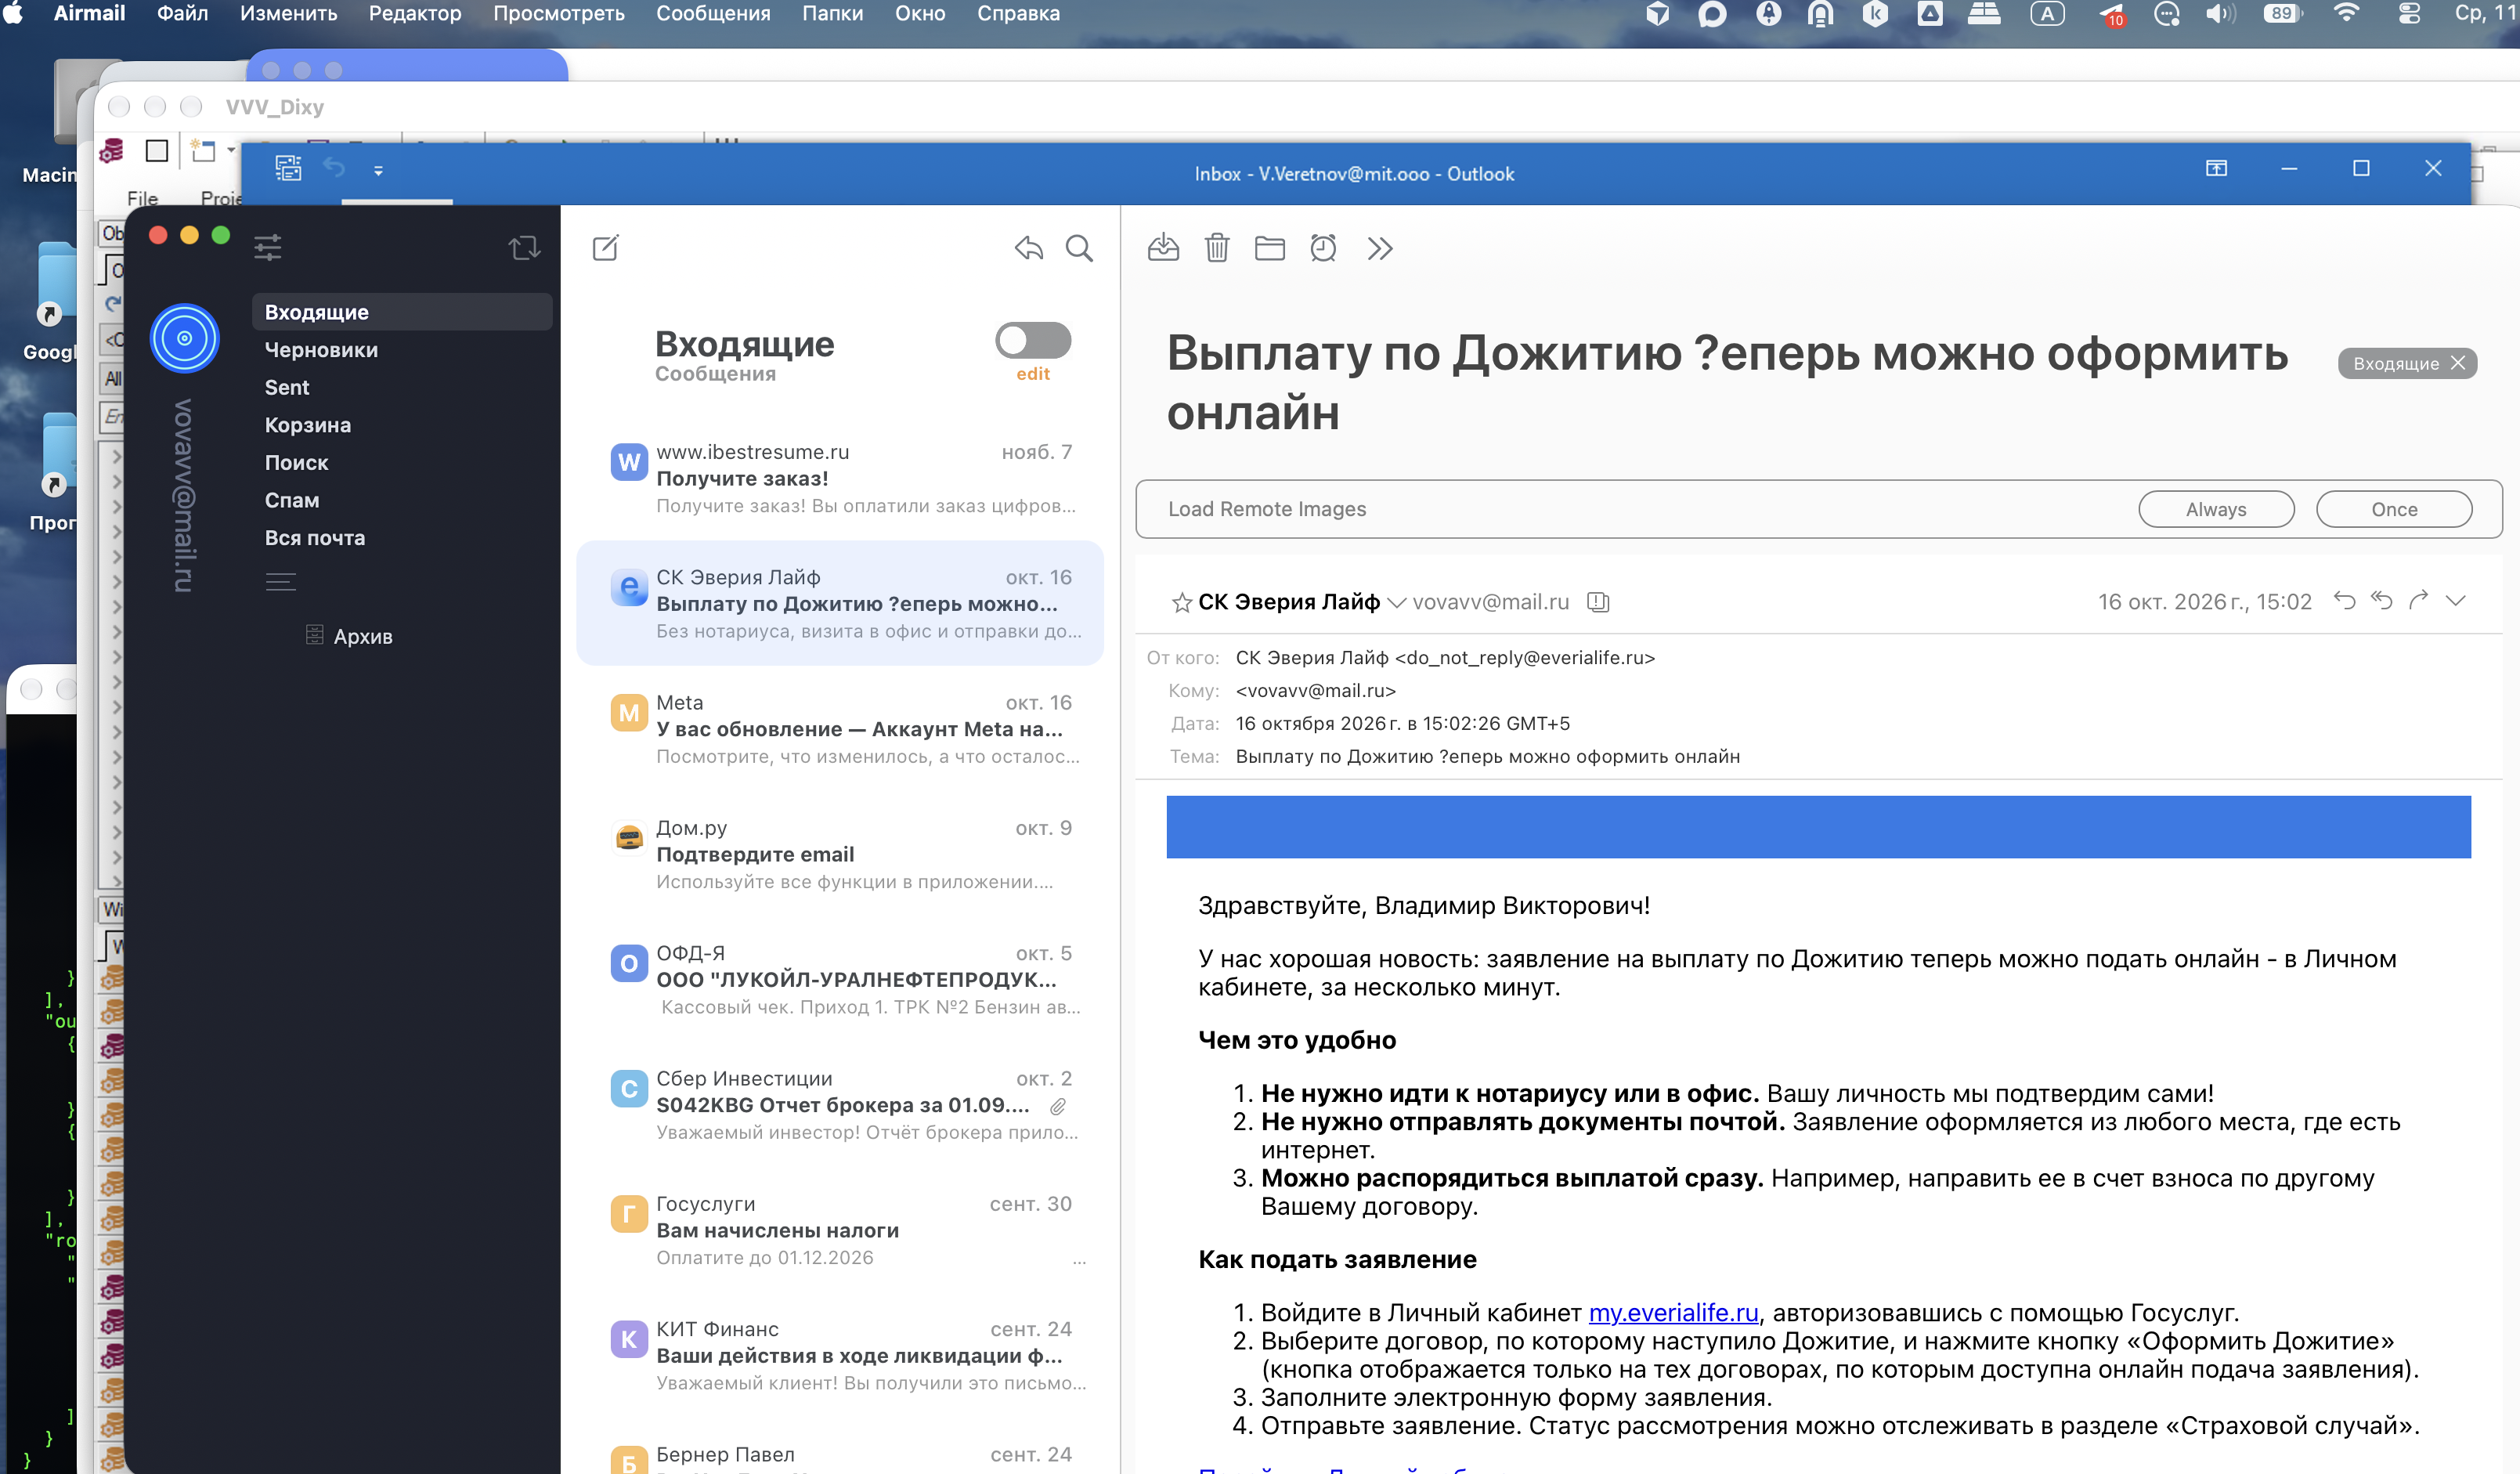 Airmail Файл Изменить Редактор Просмотреть Сообщения Папки Окно Справка
A 10 89 Ср, 11
VVV_Dixy
Macin
File Proje
Inbox - V.Veretnov@mit.ooo - Outlook
Googl
Прог
Ob
All
Wi
}
],
"ou
{
}
{
}
],
"ro
"
"
]
}
}
vovavv@mail.ru
Входящие
Черновики
Sent
Корзина
Поиск
Спам
Вся почта
Архив
Входящие
Сообщения
edit
W
www.ibestresume.ru нояб. 7
Получите заказ!
Получите заказ! Вы оплатили заказ цифров...
e
СК Эверия Лайф окт. 16
Выплату по Дожитию ?еперь можно...
Без нотариуса, визита в офис и отправки до...
M
Meta окт. 16
У вас обновление — Аккаунт Meta на...
Посмотрите, что изменилось, а что осталос...
Дом.ру окт. 9
Подтвердите email
Используйте все функции в приложении....
О
ОФД-Я окт. 5
ООО "ЛУКОЙЛ-УРАЛНЕФТЕПРОДУК...
Кассовый чек. Приход 1. ТРК №2 Бензин ав...
С
Сбер Инвестиции окт. 2
S042KBG Отчет брокера за 01.09....
Уважаемый инвестор! Отчёт брокера прило...
Г
Госуслуги сент. 30
Вам начислены налоги
Оплатите до 01.12.2026 ...
К
КИТ Финанс сент. 24
Ваши действия в ходе ликвидации ф...
Уважаемый клиент! Вы получили это письмо...
Б
Бернер Павел сент. 24
Выплату по Дожитию ?еперь можно оформить
онлайн
Входящие
Load Remote Images Always Once
СК Эверия Лайф vovavv@mail.ru 16 окт. 2026 г., 15:02
От кого: СК Эверия Лайф <do_not_reply@everialife.ru>
Кому: <vovavv@mail.ru>
Дата: 16 октября 2026 г. в 15:02:26 GMT+5
Тема: Выплату по Дожитию ?еперь можно оформить онлайн
Здравствуйте, Владимир Викторович!
У нас хорошая новость: заявление на выплату по Дожитию теперь можно подать онлайн - в Личном
кабинете, за несколько минут.
Чем это удобно
1. Не нужно идти к нотариусу или в офис. Вашу личность мы подтвердим сами!
2. Не нужно отправлять документы почтой. Заявление оформляется из любого места, где есть
интернет.
3. Можно распорядиться выплатой сразу. Например, направить ее в счет взноса по другому
Вашему договору.
Как подать заявление
1. Войдите в Личный кабинет my.everialife.ru, авторизовавшись с помощью Госуслуг.
2. Выберите договор, по которому наступило Дожитие, и нажмите кнопку «Оформить Дожитие»
(кнопка отображается только на тех договорах, по которым доступна онлайн подача заявления).
3. Заполните электронную форму заявления.
4. Отправьте заявление. Статус рассмотрения можно отслеживать в разделе «Страховой случай».